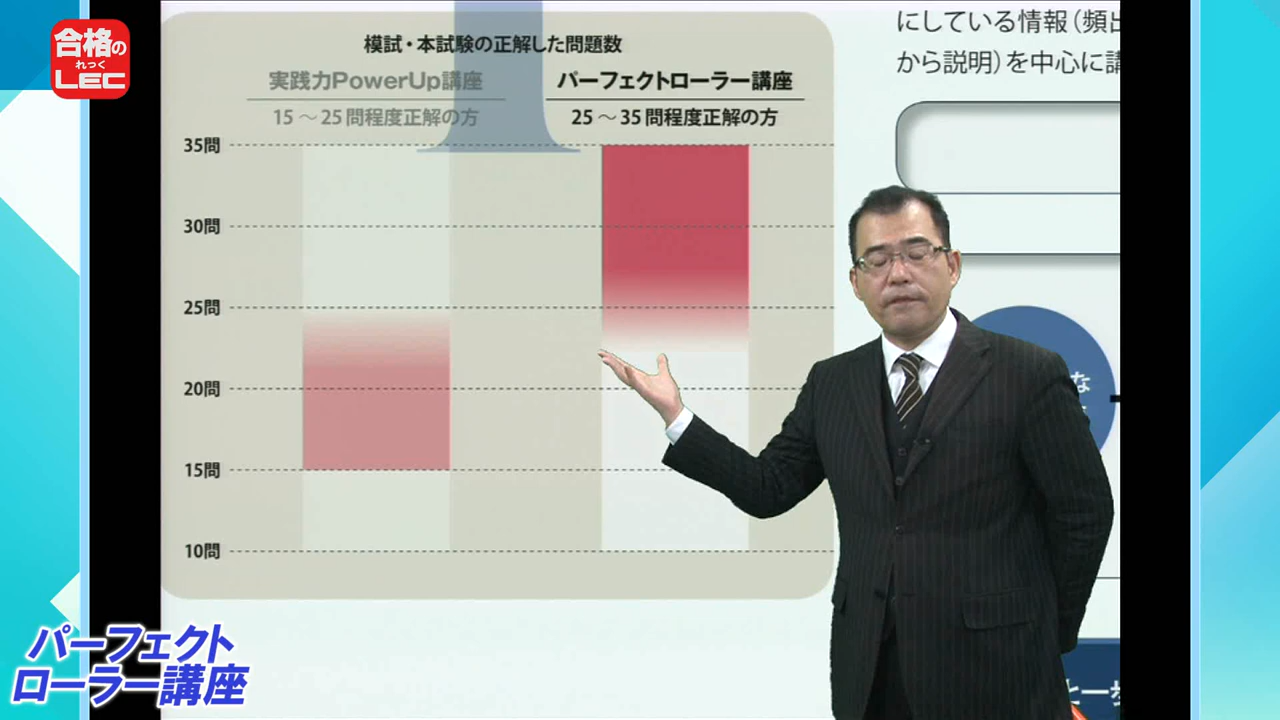 合格の
れっく
LEC
模試・本試験の正解した問題数
実践力PowerUp講座
15～25問程度正解の方
パーフェクトローラー講座
25～35問程度正解の方
35問
30問
25問
20問
15問
10問
にしている情報（頻出
から説明）を中心に講
な
と一歩
パーフェクト
ローラー講座